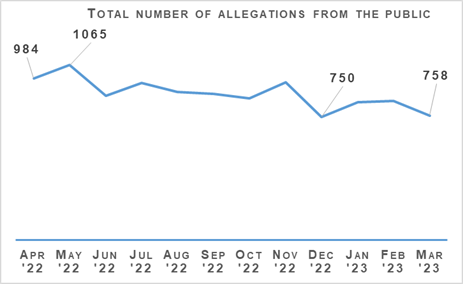 Total number of allegations from the public
984
1065
750
758
Apr '22
May '22
Jun '22
Jul '22
Aug '22
Sep '22
Oct '22
Nov '22
Dec '22
Jan '23
Feb '23
Mar '23